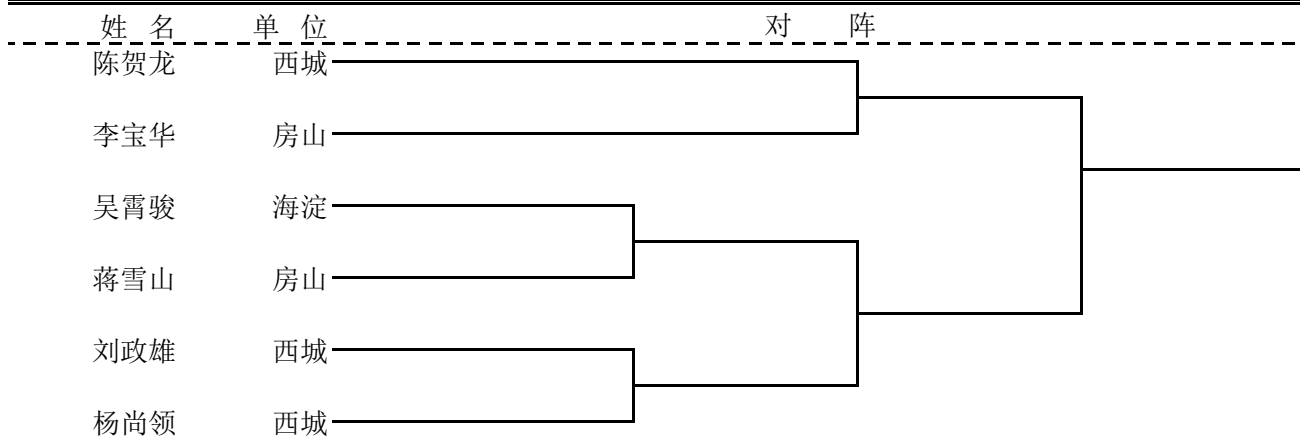 姓 名 单 位 对 阵
陈贺龙 西城
李宝华 房山
吴霄骏 海淀
蒋雪山 房山
刘政雄 西城
杨尚领 西城